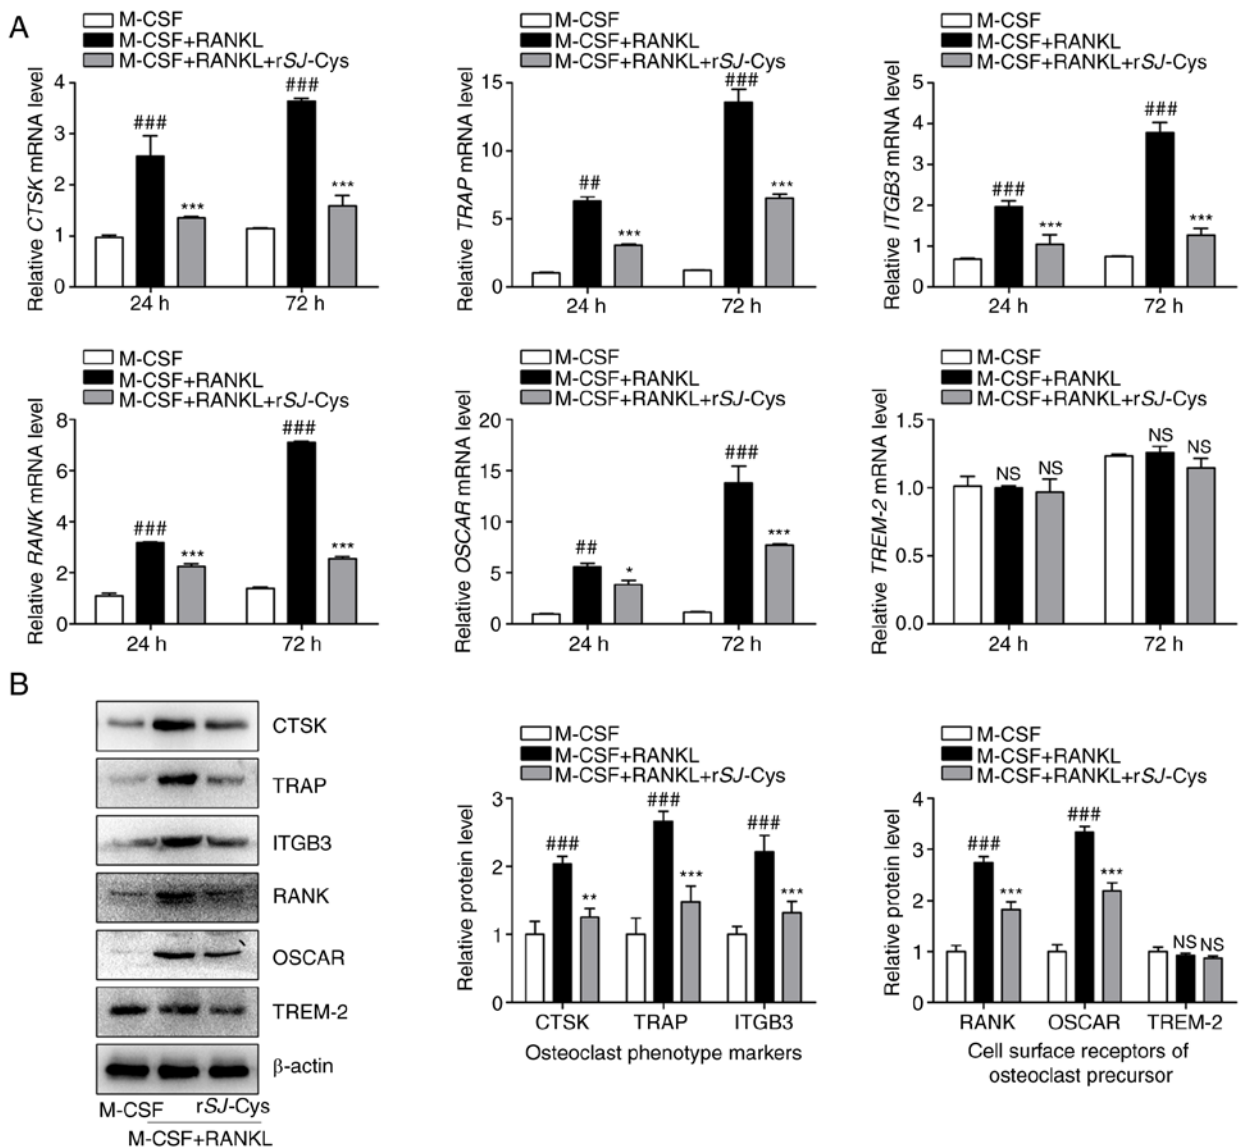 A
M-CSF
M-CSF+RANKL
M-CSF+RANKL+rSJ-Cys
Relative CTSK mRNA level
4
3
2
1
0
###
***
###
***
24 h
72 h
M-CSF
M-CSF+RANKL
M-CSF+RANKL+rSJ-Cys
Relative TRAP mRNA level
15
10
5
0
##
***
###
***
24 h
72 h
M-CSF
M-CSF+RANKL
M-CSF+RANKL+rSJ-Cys
Relative ITGB3 mRNA level
5
4
3
2
1
0
###
***
###
***
24 h
72 h
M-CSF
M-CSF+RANKL
M-CSF+RANKL+rSJ-Cys
Relative RANK mRNA level
8
6
4
2
0
###
***
###
***
24 h
72 h
M-CSF
M-CSF+RANKL
M-CSF+RANKL+rSJ-Cys
Relative OSCAR mRNA level
20
15
10
5
0
##
*
###
***
24 h
72 h
M-CSF
M-CSF+RANKL
M-CSF+RANKL+rSJ-Cys
Relative TREM-2 mRNA level
1.5
1.0
0.5
0.0
NS
NS
NS
NS
24 h
72 h
B
CTSK
TRAP
ITGB3
RANK
OSCAR
TREM-2
β-actin
M-CSF
rSJ-Cys
M-CSF+RANKL
M-CSF
M-CSF+RANKL
M-CSF+RANKL+rSJ-Cys
Relative protein level
3
2
1
0
###
**
###
***
###
***
CTSK
TRAP
ITGB3
Osteoclast phenotype markers
M-CSF
M-CSF+RANKL
M-CSF+RANKL+rSJ-Cys
Relative protein level
4
3
2
1
0
###
***
###
***
NS
NS
RANK
OSCAR
TREM-2
Cell surface receptors of
osteoclast precursor